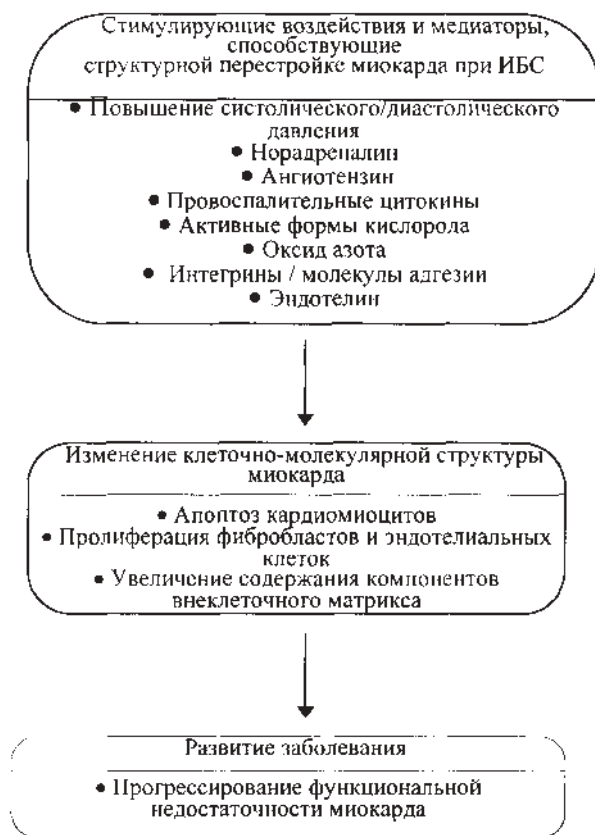 Стимулирующие воздействия и медиаторы,
способствующие
структурной перестройке миокарда при ИБС
● Повышение систолического/диастолического
давления
● Норадреналин
● Ангиотензин
● Провоспалительные цитокины
● Активные формы кислорода
● Оксид азота
● Интегрины / молекулы адгезии
● Эндотелин
Изменение клеточно-молекулярной структуры
миокарда
● Апоптоз кардиомиоцитов
● Пролиферация фибробластов и эндотелиальных
клеток
● Увеличение содержания компонентов
внеклеточного матрикса
Развитие заболевания
● Прогрессирование функциональной
недостаточности миокарда